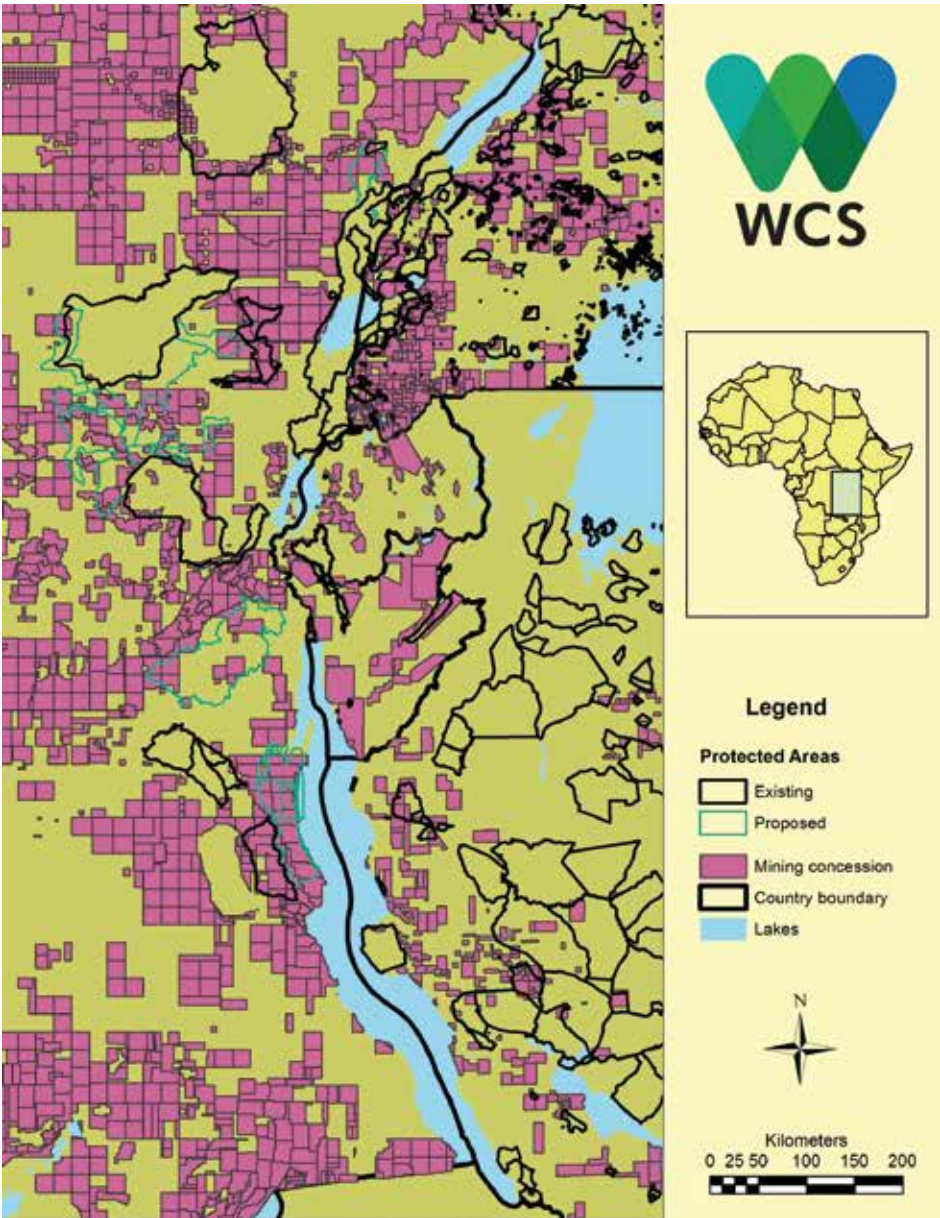 WCS
Legend
Protected Areas
Existing
Proposed
Mining concession
Country boundary
Lakes
N
Kilometers
0 25 50 100 150 200